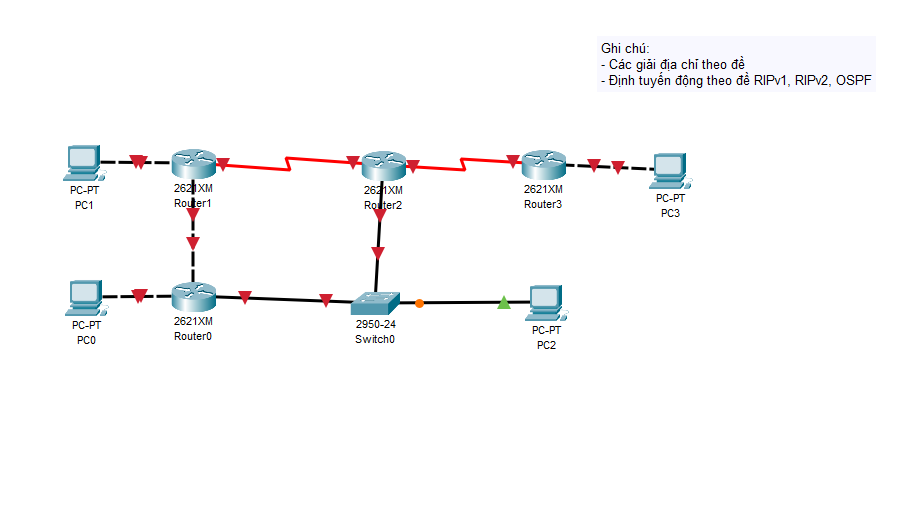 Ghi chú:
- Các giải địa chỉ theo đề
- Định tuyến động theo đề RIPv1, RIPv2, OSPF
PC-PT
PC1
2621XM
Router1
2621XM
Router2
2621XM
Router3
PC-PT
PC3
PC-PT
PC0
2621XM
Router0
2950-24
Switch0
PC-PT
PC2